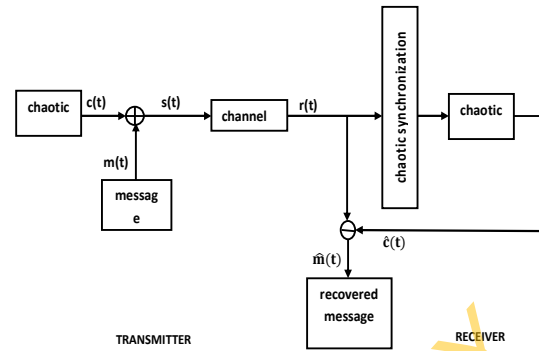 chaotic
c(t)
s(t)
channel
r(t)
chaotic synchronization
chaotic
m(t)
messag
e
ĉ(t)
m̂(t)
recovered
message
TRANSMITTER
RECEIVER